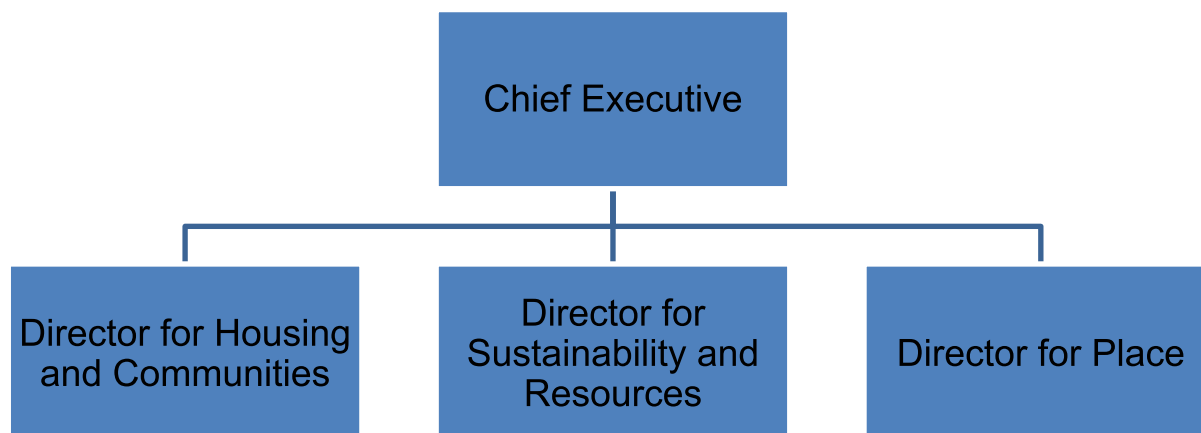 Chief Executive
Director for Housing
and Communities
Director for
Sustainability and
Resources
Director for Place